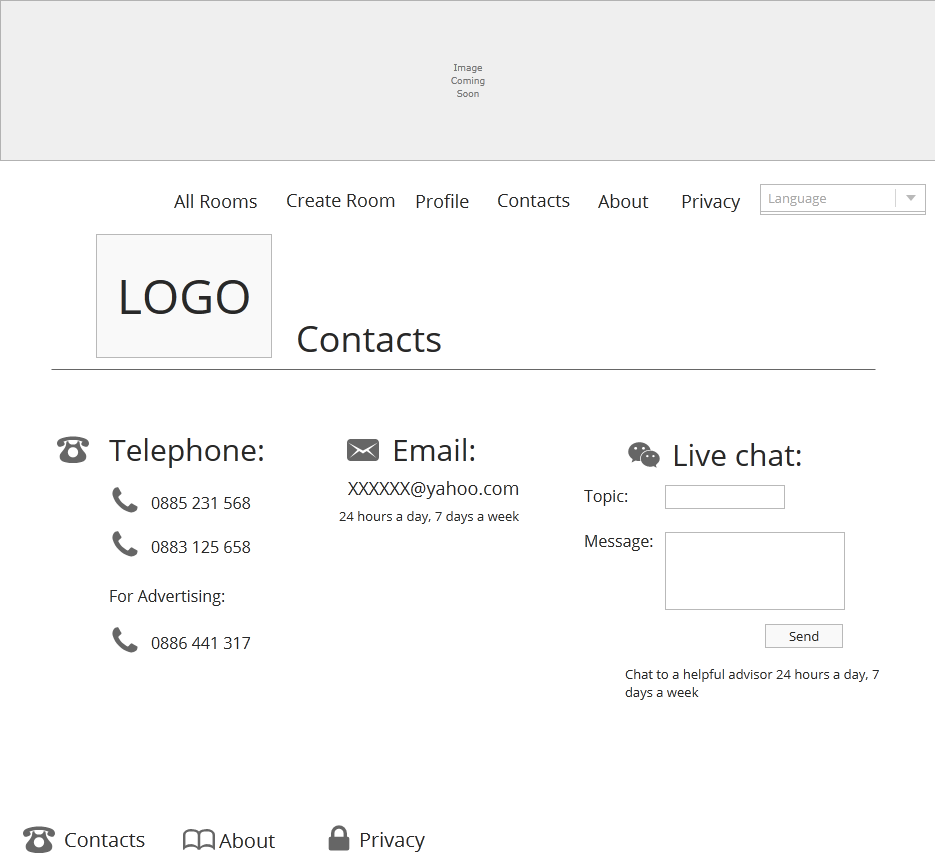 Image
Coming
Soon
All Rooms Create Room Profile Contacts About Privacy Language
LOGO
Contacts
Telephone:
0885 231 568
0883 125 658
For Advertising:
0886 441 317
Email:
XXXXXX@yahoo.com
24 hours a day, 7 days a week
Live chat:
Topic:
Message:
Send
Chat to a helpful advisor 24 hours a day, 7
days a week
Contacts About Privacy